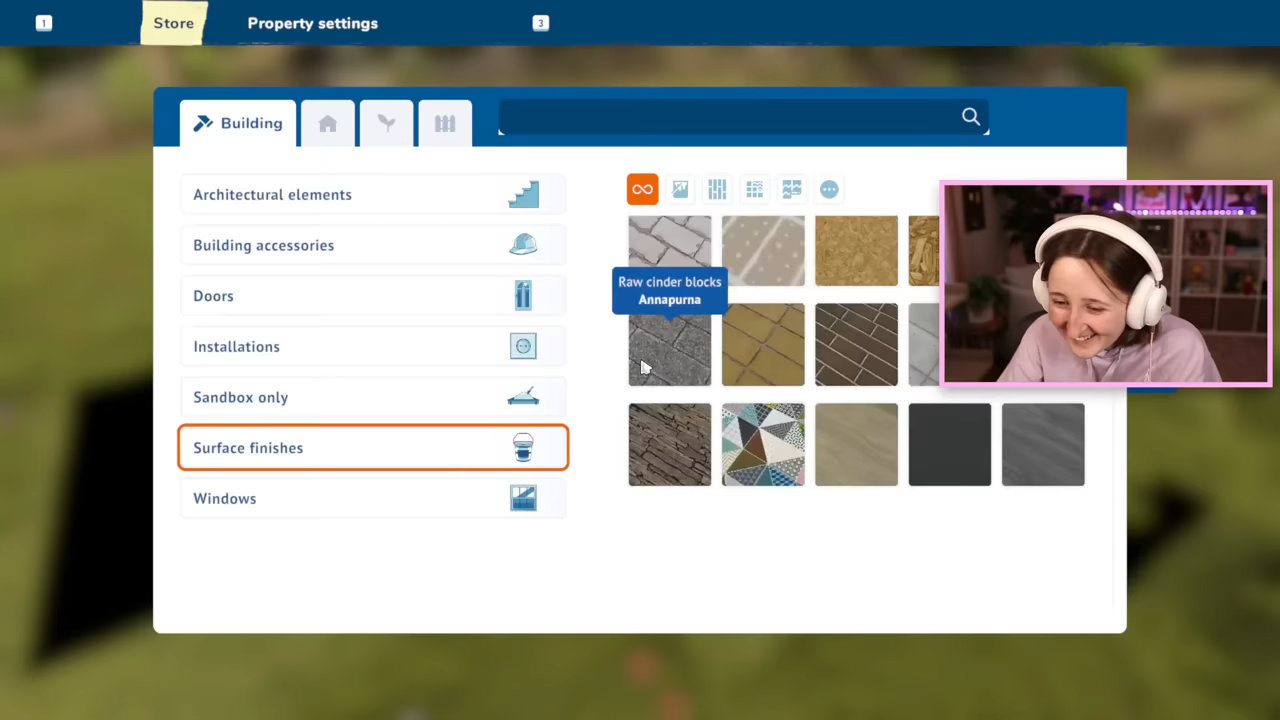 1
Store
Property settings
3
Building
Architectural elements
Building accessories
Doors
Installations
Sandbox only
Surface finishes
Windows
Raw cinder blocks
Annapurna